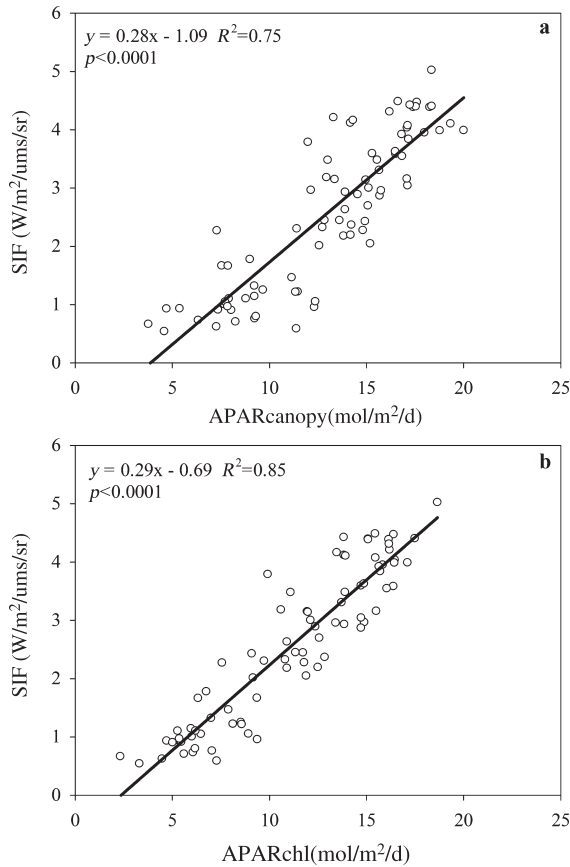 6
y = 0.28x - 1.09 R²=0.75
a
p<0.0001
5
4
3
2
1
0
SIF (W/m²/ums/sr)
0 5 10 15 20 25
APARcanopy(mol/m²/d)
6
y = 0.29x - 0.69 R²=0.85
b
p<0.0001
5
4
3
2
1
0
SIF (W/m²/ums/sr)
0 5 10 15 20 25
APARchl(mol/m²/d)